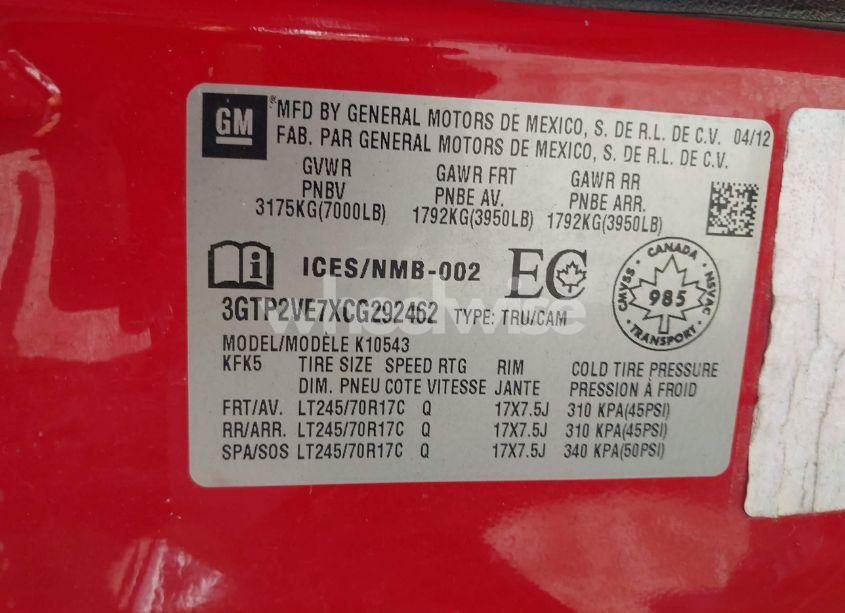 GM
MFD BY GENERAL MOTORS DE MEXICO, S. DE R.L. DE C.V. 04/12
FAB. PAR GENERAL MOTORS DE MEXICO, S. DE R.L. DE C.V.
GVWR GAWR FRT GAWR RR
PNBV PNBE AV. PNBE ARR.
3175KG(7000LB) 1792KG(3950LB) 1792KG(3950LB)
i ICES/NMB-002 EC
CANADA
CMVSS 985 NSVAC
TRANSPORT
3GTP2VE7XCG292462 TYPE: TRU/CAM
wheelwise
MODEL/MODÈLE K10543
KFK5 TIRE SIZE SPEED RTG RIM COLD TIRE PRESSURE
DIM. PNEU COTE VITESSE JANTE PRESSION À FROID
FRT/AV. LT245/70R17C Q 17X7.5J 310 KPA(45PSI)
RR/ARR. LT245/70R17C Q 17X7.5J 310 KPA(45PSI)
SPA/SOS LT245/70R17C Q 17X7.5J 340 KPA(50PSI)